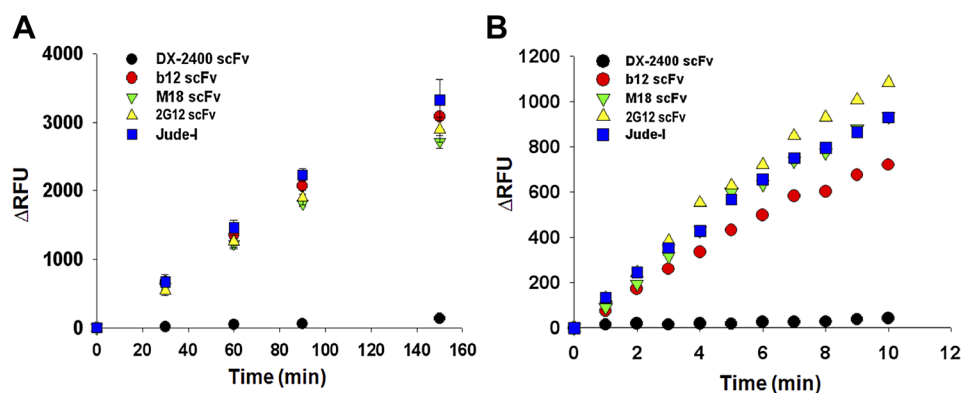 A
B
DX-2400 scFv
b12 scFv
M18 scFv
2G12 scFv
Jude-I
ΔRFU
4000
3000
2000
1000
0
0 20 40 60 80 100 120 140 160
Time (min)
DX-2400 scFv
b12 scFv
M18 scFv
2G12 scFv
Jude-I
ΔRFU
1200
1000
800
600
400
200
0
0 2 4 6 8 10 12
Time (min)